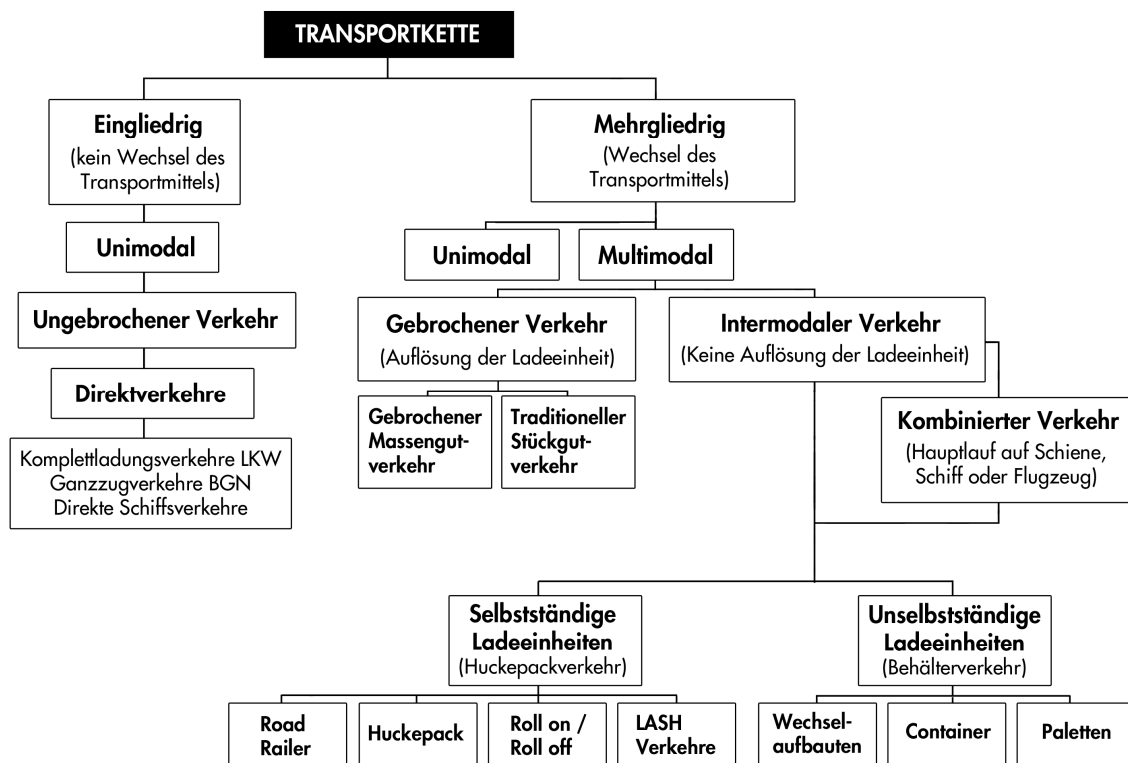 TRANSPORTKETTE
Eingliedrig
(kein Wechsel des
Transportmittels)
Mehrgliedrig
(Wechsel des
Transportmittels)
Unimodal
Unimodal
Multimodal
Ungebrochener Verkehr
Gebrochener Verkehr
(Auflösung der Ladeeinheit)
Intermodaler Verkehr
(Keine Auflösung der Ladeeinheit)
Direktverkehre
Gebrochener
Massengut-
verkehr
Traditioneller
Stückgut-
verkehr
Kombinierter Verkehr
(Hauptlauf auf Schiene,
Schiff oder Flugzeug)
Komplettladungsverkehre LKW
Ganzzugverkehre BGN
Direkte Schiffsverkehre
Selbstständige
Ladeeinheiten
(Huckepackverkehr)
Unselbstständige
Ladeeinheiten
(Behälterverkehr)
Road
Railer
Huckepack
Roll on /
Roll off
LASH
Verkehre
Wechsel-
aufbauten
Container
Paletten